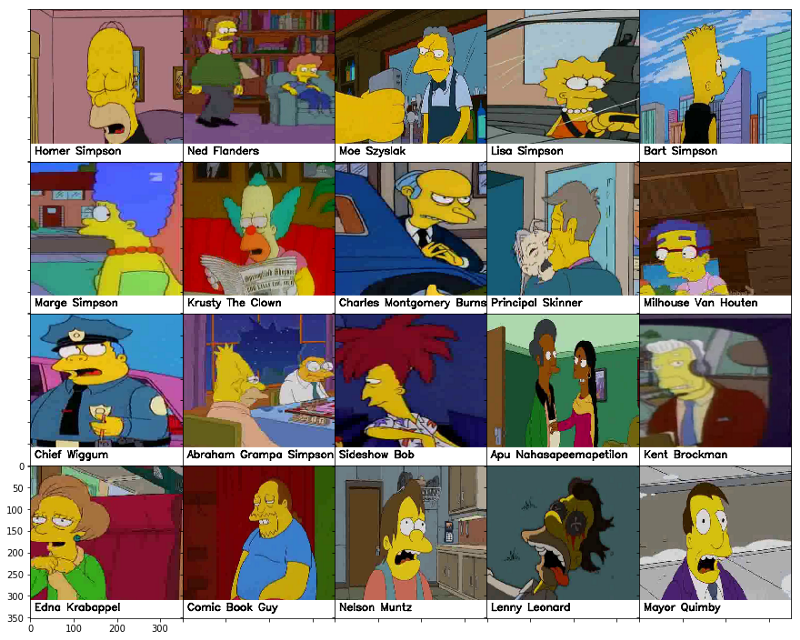 Homer Simpson
Ned Flanders
Moe Szyslak
Lisa Simpson
Bart Simpson
Marge Simpson
Krusty The Clown
Charles Montgomery Burns
Principal Skinner
Milhouse Van Houten
Chief Wiggum
Abraham Grampa Simpson
Sideshow Bob
Apu Nahasapeemapetilon
Kent Brockman
0
50
100
150
200
250
300
350
Edna Krabappel
Comic Book Guy
Nelson Muntz
Lenny Leonard
Mayor Quimby
0 100 200 300